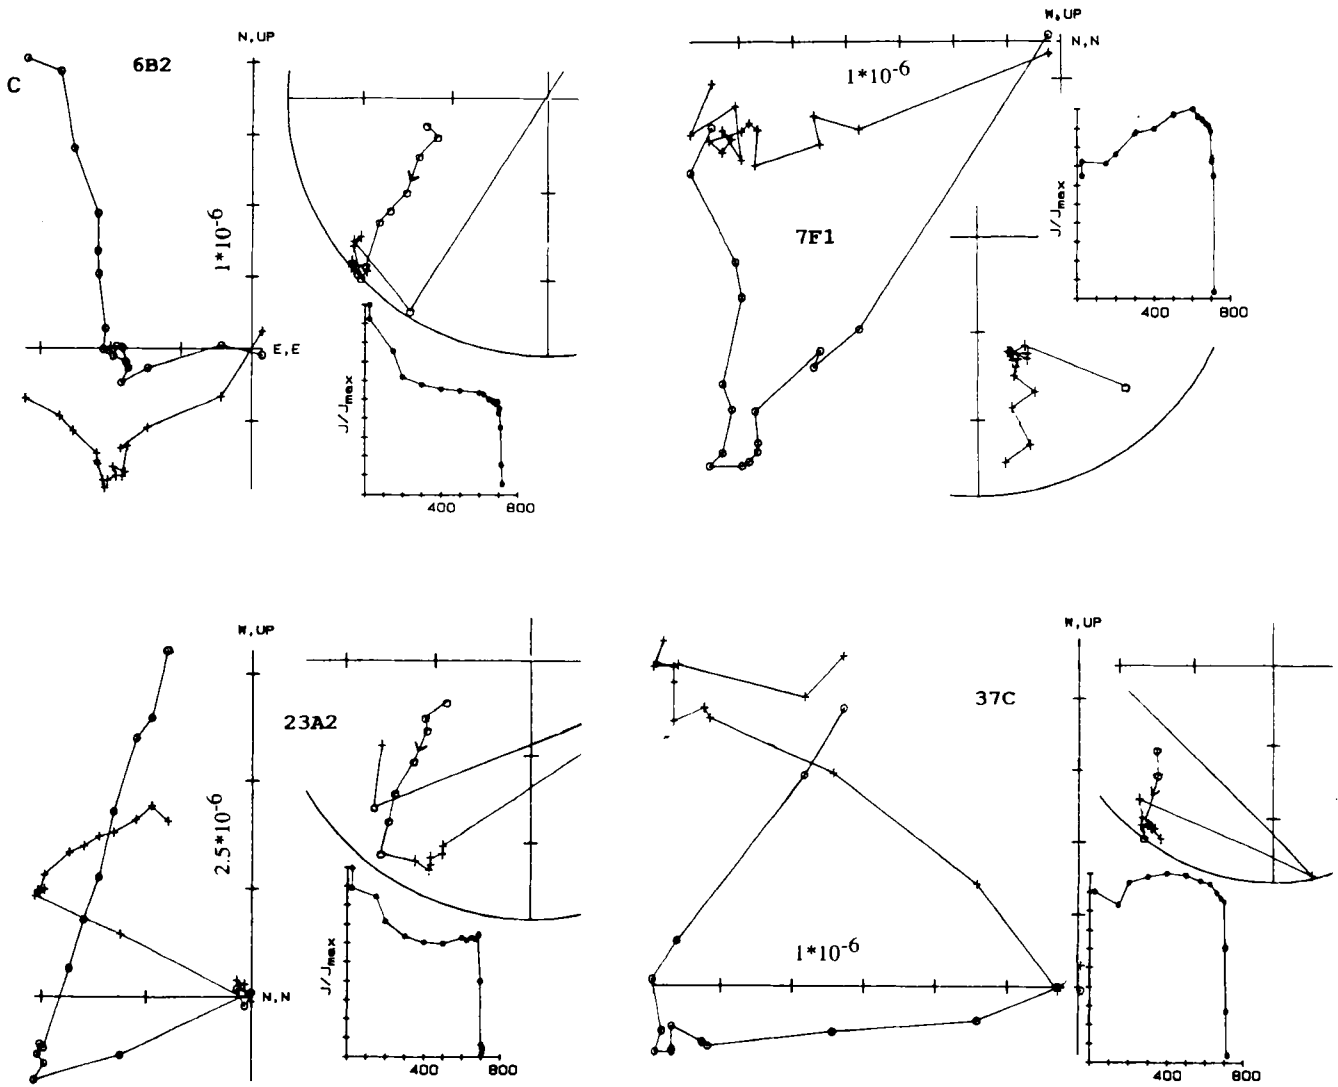 C
6B2
N,UP
1*10-6
E,E
J/Jmax
400
800
W,UP
N,N
1*10-6
7F1
J/Jmax
400
800
W,UP
23A2
2.5*10-6
N,N
J/Jmax
400
800
W,UP
37C
1*10-6
400
800